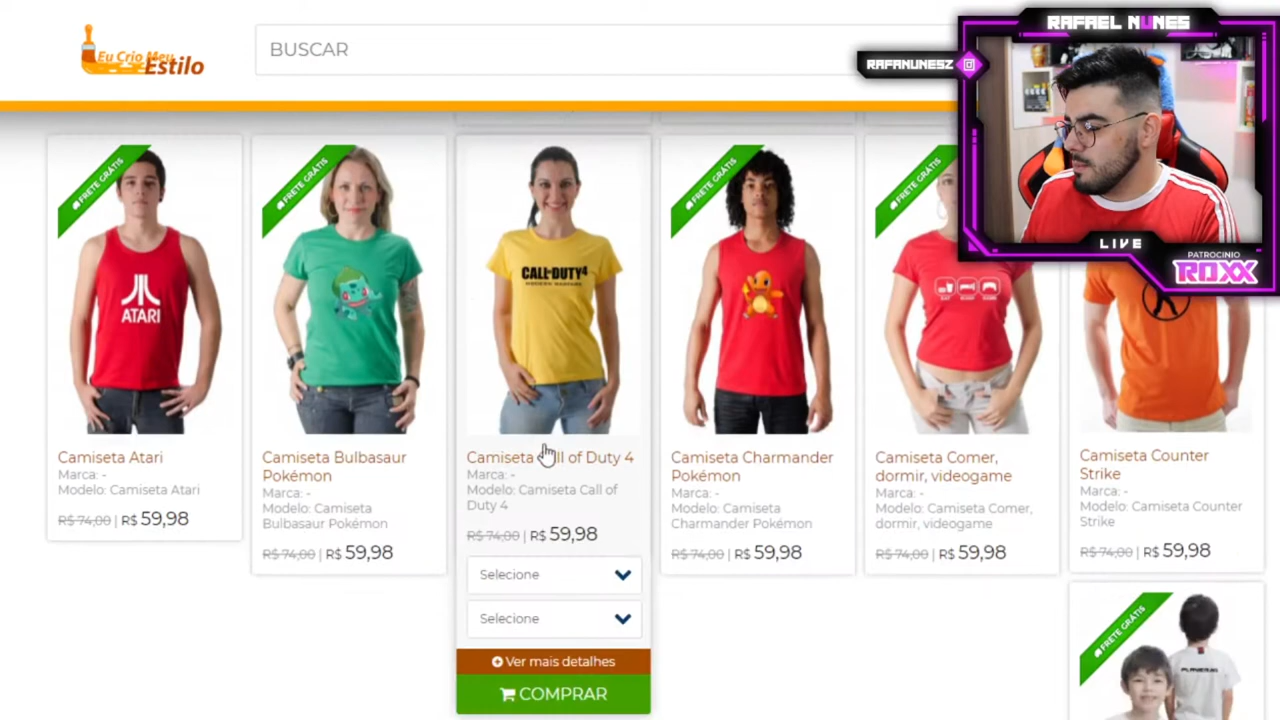 Eu Crio Meu
Estilo
BUSCAR
RAFAEL NUNES
RAFANUNESZ
LIVE
PATROCINIO
ROXX
FRETE GRÁTIS
ATARI
Camiseta Atari
Marca: -
Modelo: Camiseta Atari
R$ 74,00 | R$ 59,98
FRETE GRÁTIS
Camiseta Bulbasaur
Pokémon
Marca: -
Modelo: Camiseta
Bulbasaur Pokémon
R$ 74,00 | R$ 59,98
CALL OF DUTY 4
MODERN WARFARE
Camiseta Call of Duty 4
Marca: -
Modelo: Camiseta Call of
Duty 4
R$ 74,00 | R$ 59,98
Selecione
Selecione
Ver mais detalhes
COMPRAR
FRETE GRÁTIS
Camiseta Charmander
Pokémon
Marca: -
Modelo: Camiseta
Charmander Pokémon
R$ 74,00 | R$ 59,98
FRETE GRÁTIS
Camiseta Comer,
dormir, videogame
Marca: -
Modelo: Camiseta Comer,
dormir, videogame
R$ 74,00 | R$ 59,98
Camiseta Counter
Strike
Marca: -
Modelo: Camiseta Counter
Strike
R$ 74,00 | R$ 59,98
FRETE GRÁTIS